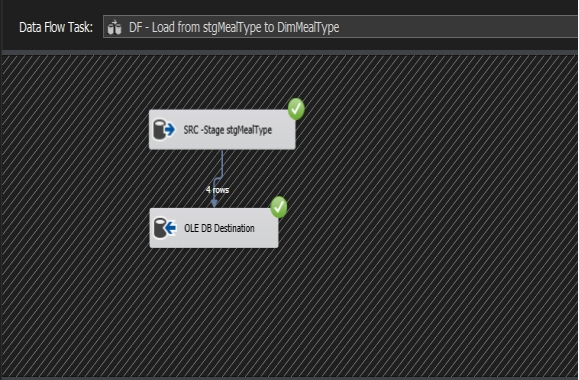 Data Flow Task: DF - Load from stgMealType to DimMealType
SRC -Stage stgMealType
4 rows
OLE DB Destination